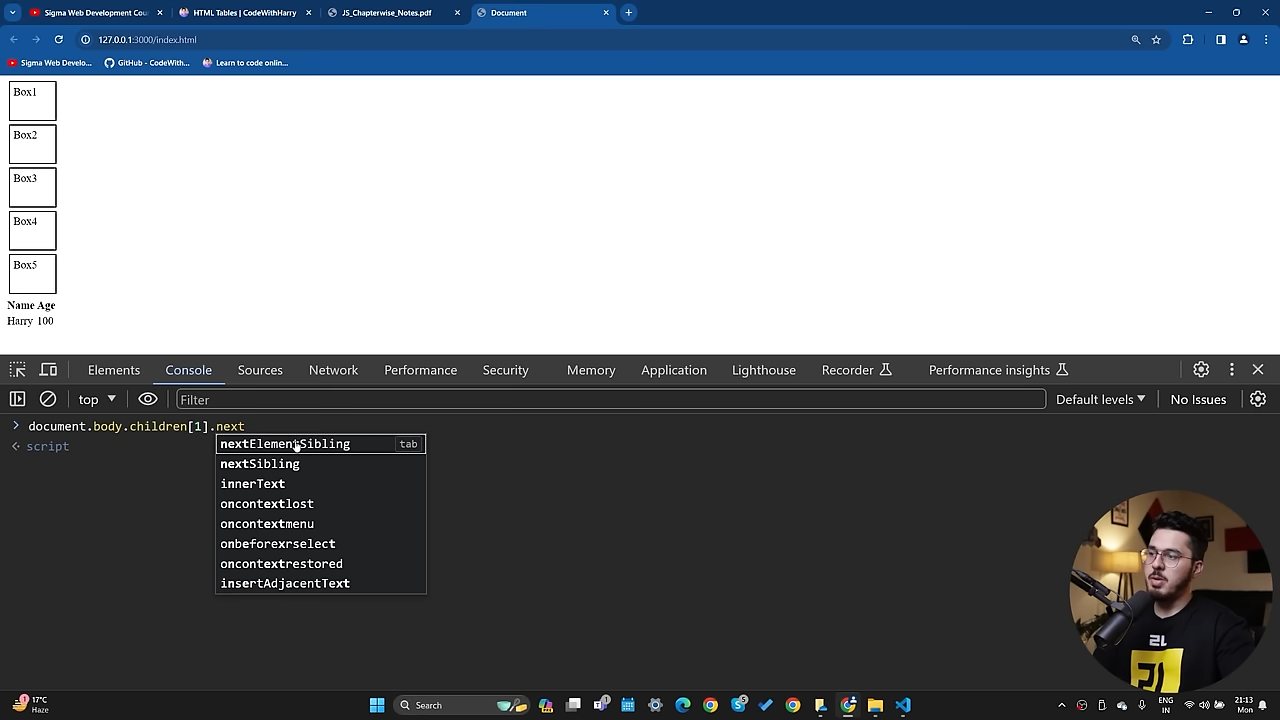 Sigma Web Development Cou
HTML Tables | CodeWithHarry
JS_Chapterwise_Notes.pdf
Document
127.0.0.1:3000/index.html
Sigma Web Develo...
GitHub - CodeWith...
Learn to code onlin...
Box1
Box2
Box3
Box4
Box5
Name Age
Harry 100
Elements Console Sources Network Performance Security Memory Application Lighthouse Recorder Performance insights
top Filter Default levels No Issues
> document.body.children[1].next
script
nextElementSibling tab
nextSibling
innerText
oncontextlost
oncontextmenu
onbeforexrselect
oncontextrestored
insertAdjacentText
1
17°C
Haze
Search
ENG
IN
21:13
Mon